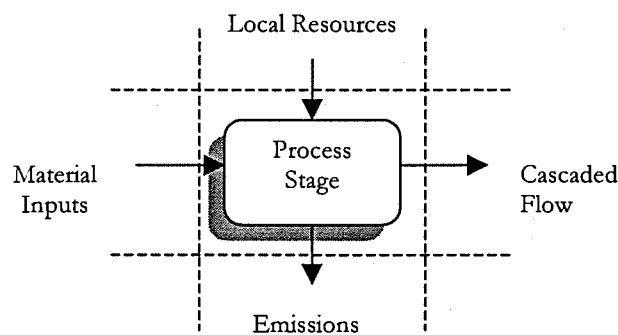 Local Resources
Process
Stage
Material
Inputs
Cascaded
Flow
Emissions